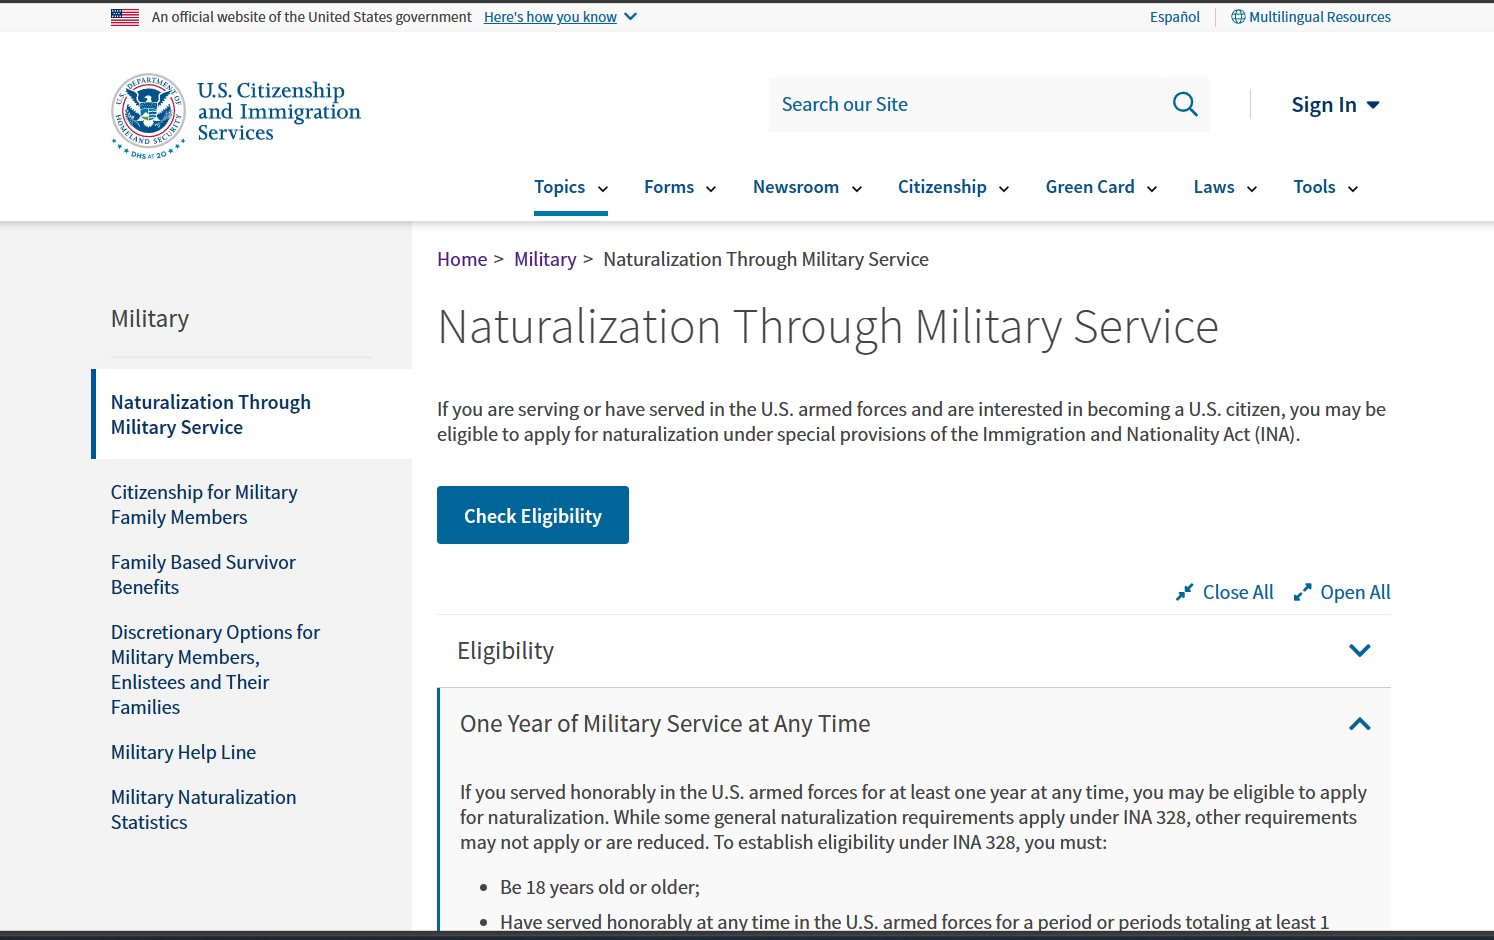 An official website of the United States government Here's how you know
Español
Multilingual Resources
U.S. DEPARTMENT OF HOMELAND SECURITY
DHS AT 20
U.S. Citizenship
and Immigration
Services
Search our Site
Sign In
Topics Forms Newsroom Citizenship Green Card Laws Tools
Military
Naturalization Through
Military Service
Citizenship for Military
Family Members
Family Based Survivor
Benefits
Discretionary Options for
Military Members,
Enlistees and Their
Families
Military Help Line
Military Naturalization
Statistics
Home > Military > Naturalization Through Military Service
Naturalization Through Military Service
If you are serving or have served in the U.S. armed forces and are interested in becoming a U.S. citizen, you may be
eligible to apply for naturalization under special provisions of the Immigration and Nationality Act (INA).
Check Eligibility
Close All Open All
Eligibility
One Year of Military Service at Any Time
If you served honorably in the U.S. armed forces for at least one year at any time, you may be eligible to apply
for naturalization. While some general naturalization requirements apply under INA 328, other requirements
may not apply or are reduced. To establish eligibility under INA 328, you must:
• Be 18 years old or older;
• Have served honorably at any time in the U.S. armed forces for a period or periods totaling at least 1